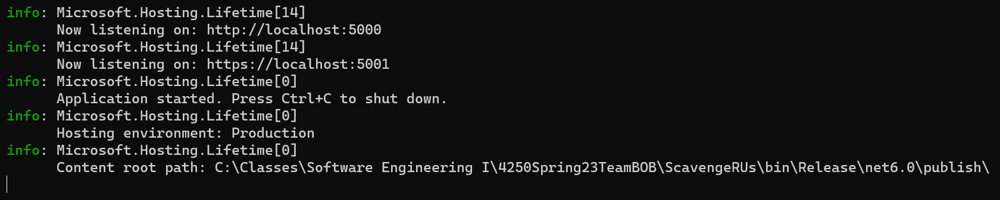 info: Microsoft.Hosting.Lifetime[14]
Now listening on: http://localhost:5000
info: Microsoft.Hosting.Lifetime[14]
Now listening on: https://localhost:5001
info: Microsoft.Hosting.Lifetime[0]
Application started. Press Ctrl+C to shut down.
info: Microsoft.Hosting.Lifetime[0]
Hosting environment: Production
info: Microsoft.Hosting.Lifetime[0]
Content root path: C:\Classes\Software Engineering I\4250Spring23TeamBOB\ScavengeRUs\bin\Release\net6.0\publish\